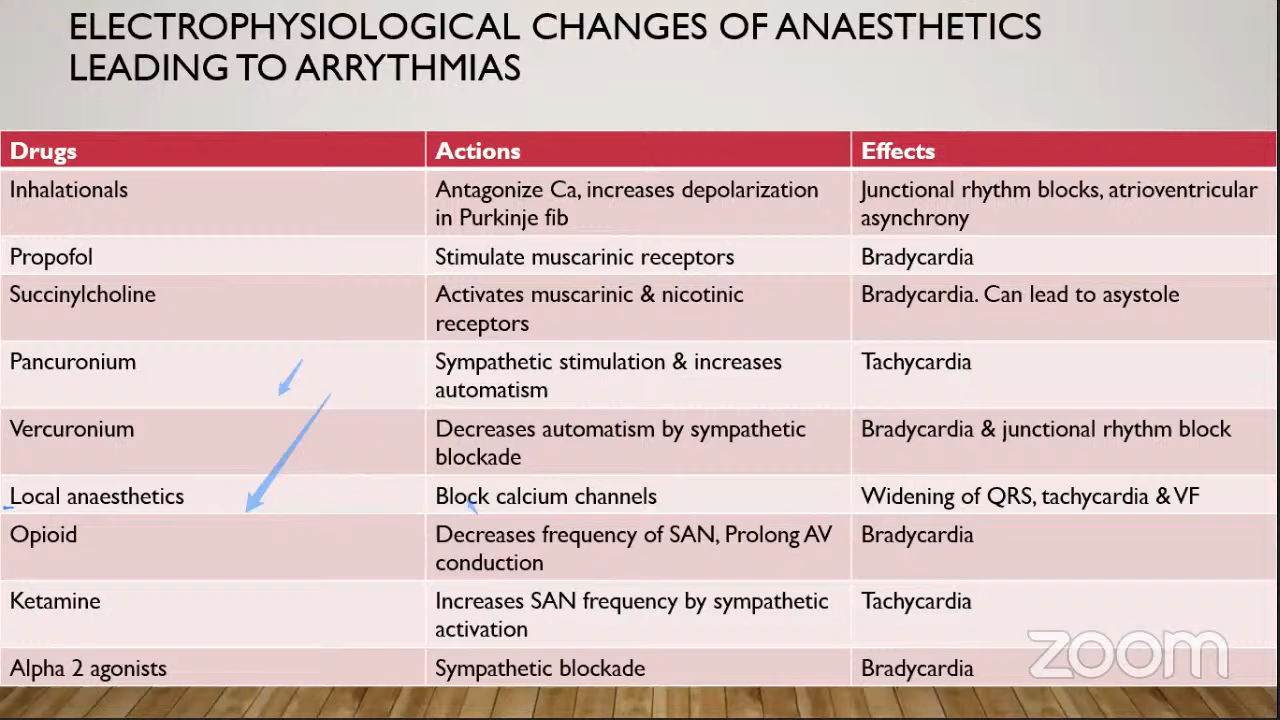 ELECTROPHYSIOLOGICAL CHANGES OF ANAESTHETICS
LEADING TO ARRYTHMIAS
Drugs Actions Effects
Inhalationals Antagonize Ca, increases depolarization Junctional rhythm blocks, atrioventricular
in Purkinje fib asynchrony
Propofol Stimulate muscarinic receptors Bradycardia
Succinylcholine Activates muscarinic & nicotinic Bradycardia. Can lead to asystole
receptors
Pancuronium Sympathetic stimulation & increases Tachycardia
automatism
Vercuronium Decreases automatism by sympathetic Bradycardia & junctional rhythm block
blockade
Local anaesthetics Block calcium channels Widening of QRS, tachycardia & VF
Opioid Decreases frequency of SAN, Prolong AV Bradycardia
conduction
Ketamine Increases SAN frequency by sympathetic Tachycardia
activation
Alpha 2 agonists Sympathetic blockade Bradycardia
zoom